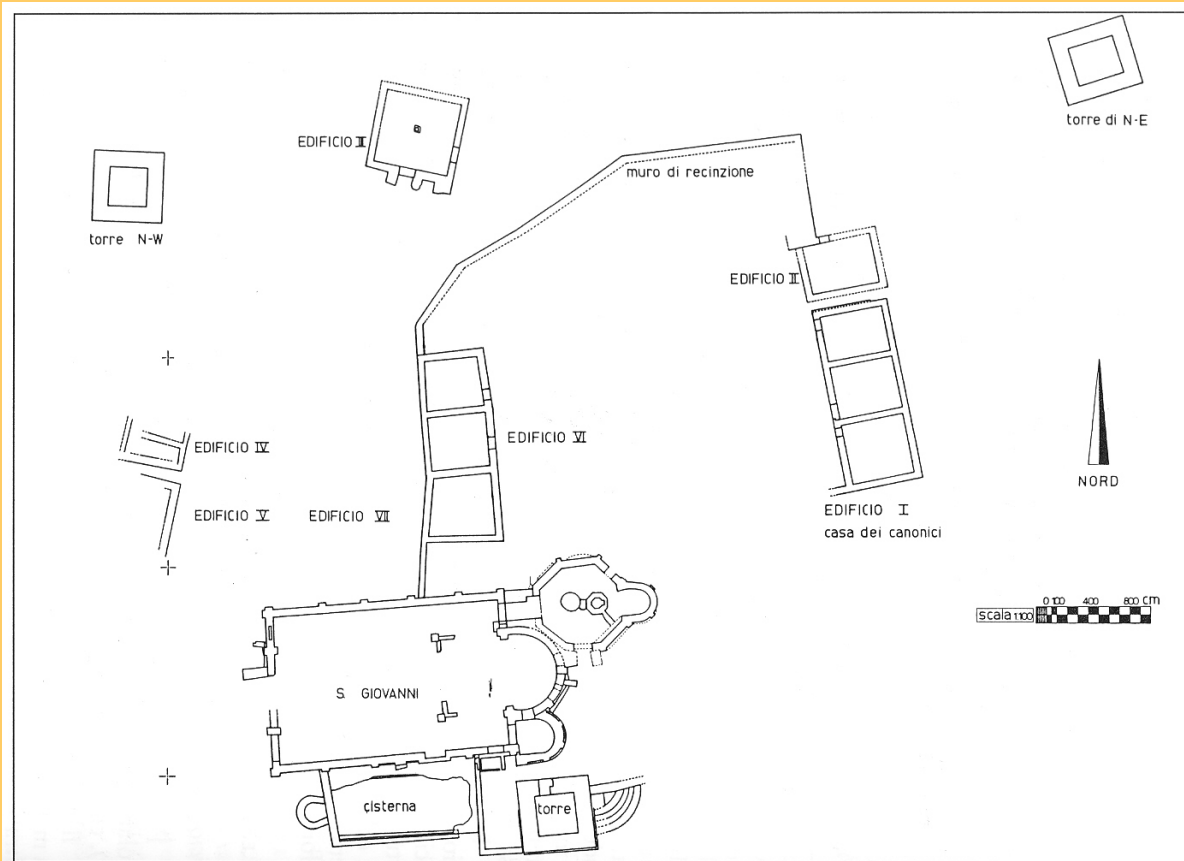 torre di N-E
EDIFICIO III
muro di recinzione
torre N-W
EDIFICIO II
EDIFICIO VI
EDIFICIO IV
NORD
EDIFICIO V
EDIFICIO VII
EDIFICIO I
casa dei canonici
0 100 400 800 cm
scala 1:100
S. GIOVANNI
cisterna
torre